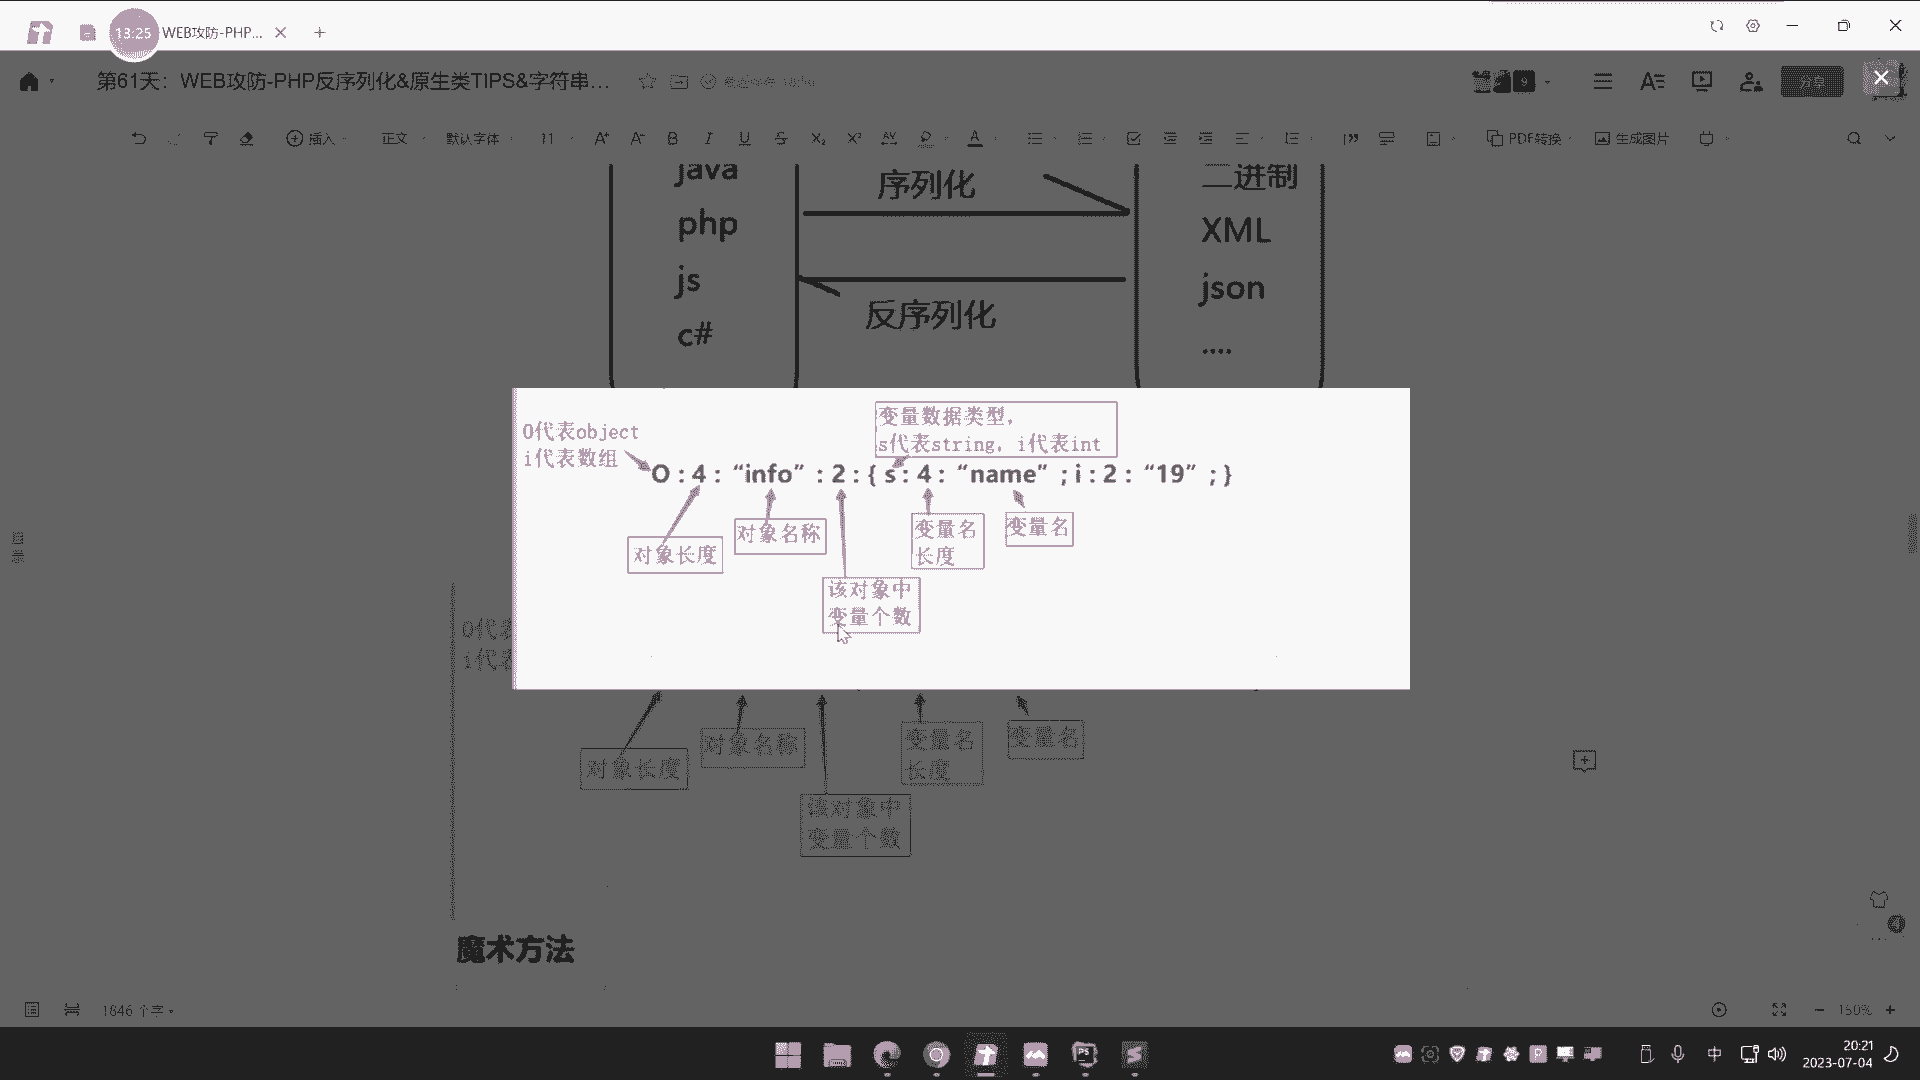 13:25 WEB攻防-PHP...
第61天：WEB攻防-PHP反序列化&原生类TIPS&字符串...
9
分享
插入 正文 默认字体 11
PDF转换 生成图片
java 序列化 二进制
php XML
js json
反序列化
c# ....
O代表object
i代表数组
变量数据类型，
s代表string，i代表int
O : 4 : “info” : 2 : { s : 4 : “name” ; i : 2 : “19” ; }
对象长度
对象名称
变量名
长度
变量名
该对象中
变量个数
O代表
i代表
对象长度
对象名称
变量名
长度
变量名
该对象中
变量个数
魔术方法
1846 个字
150%
中
20:21
2023-07-04